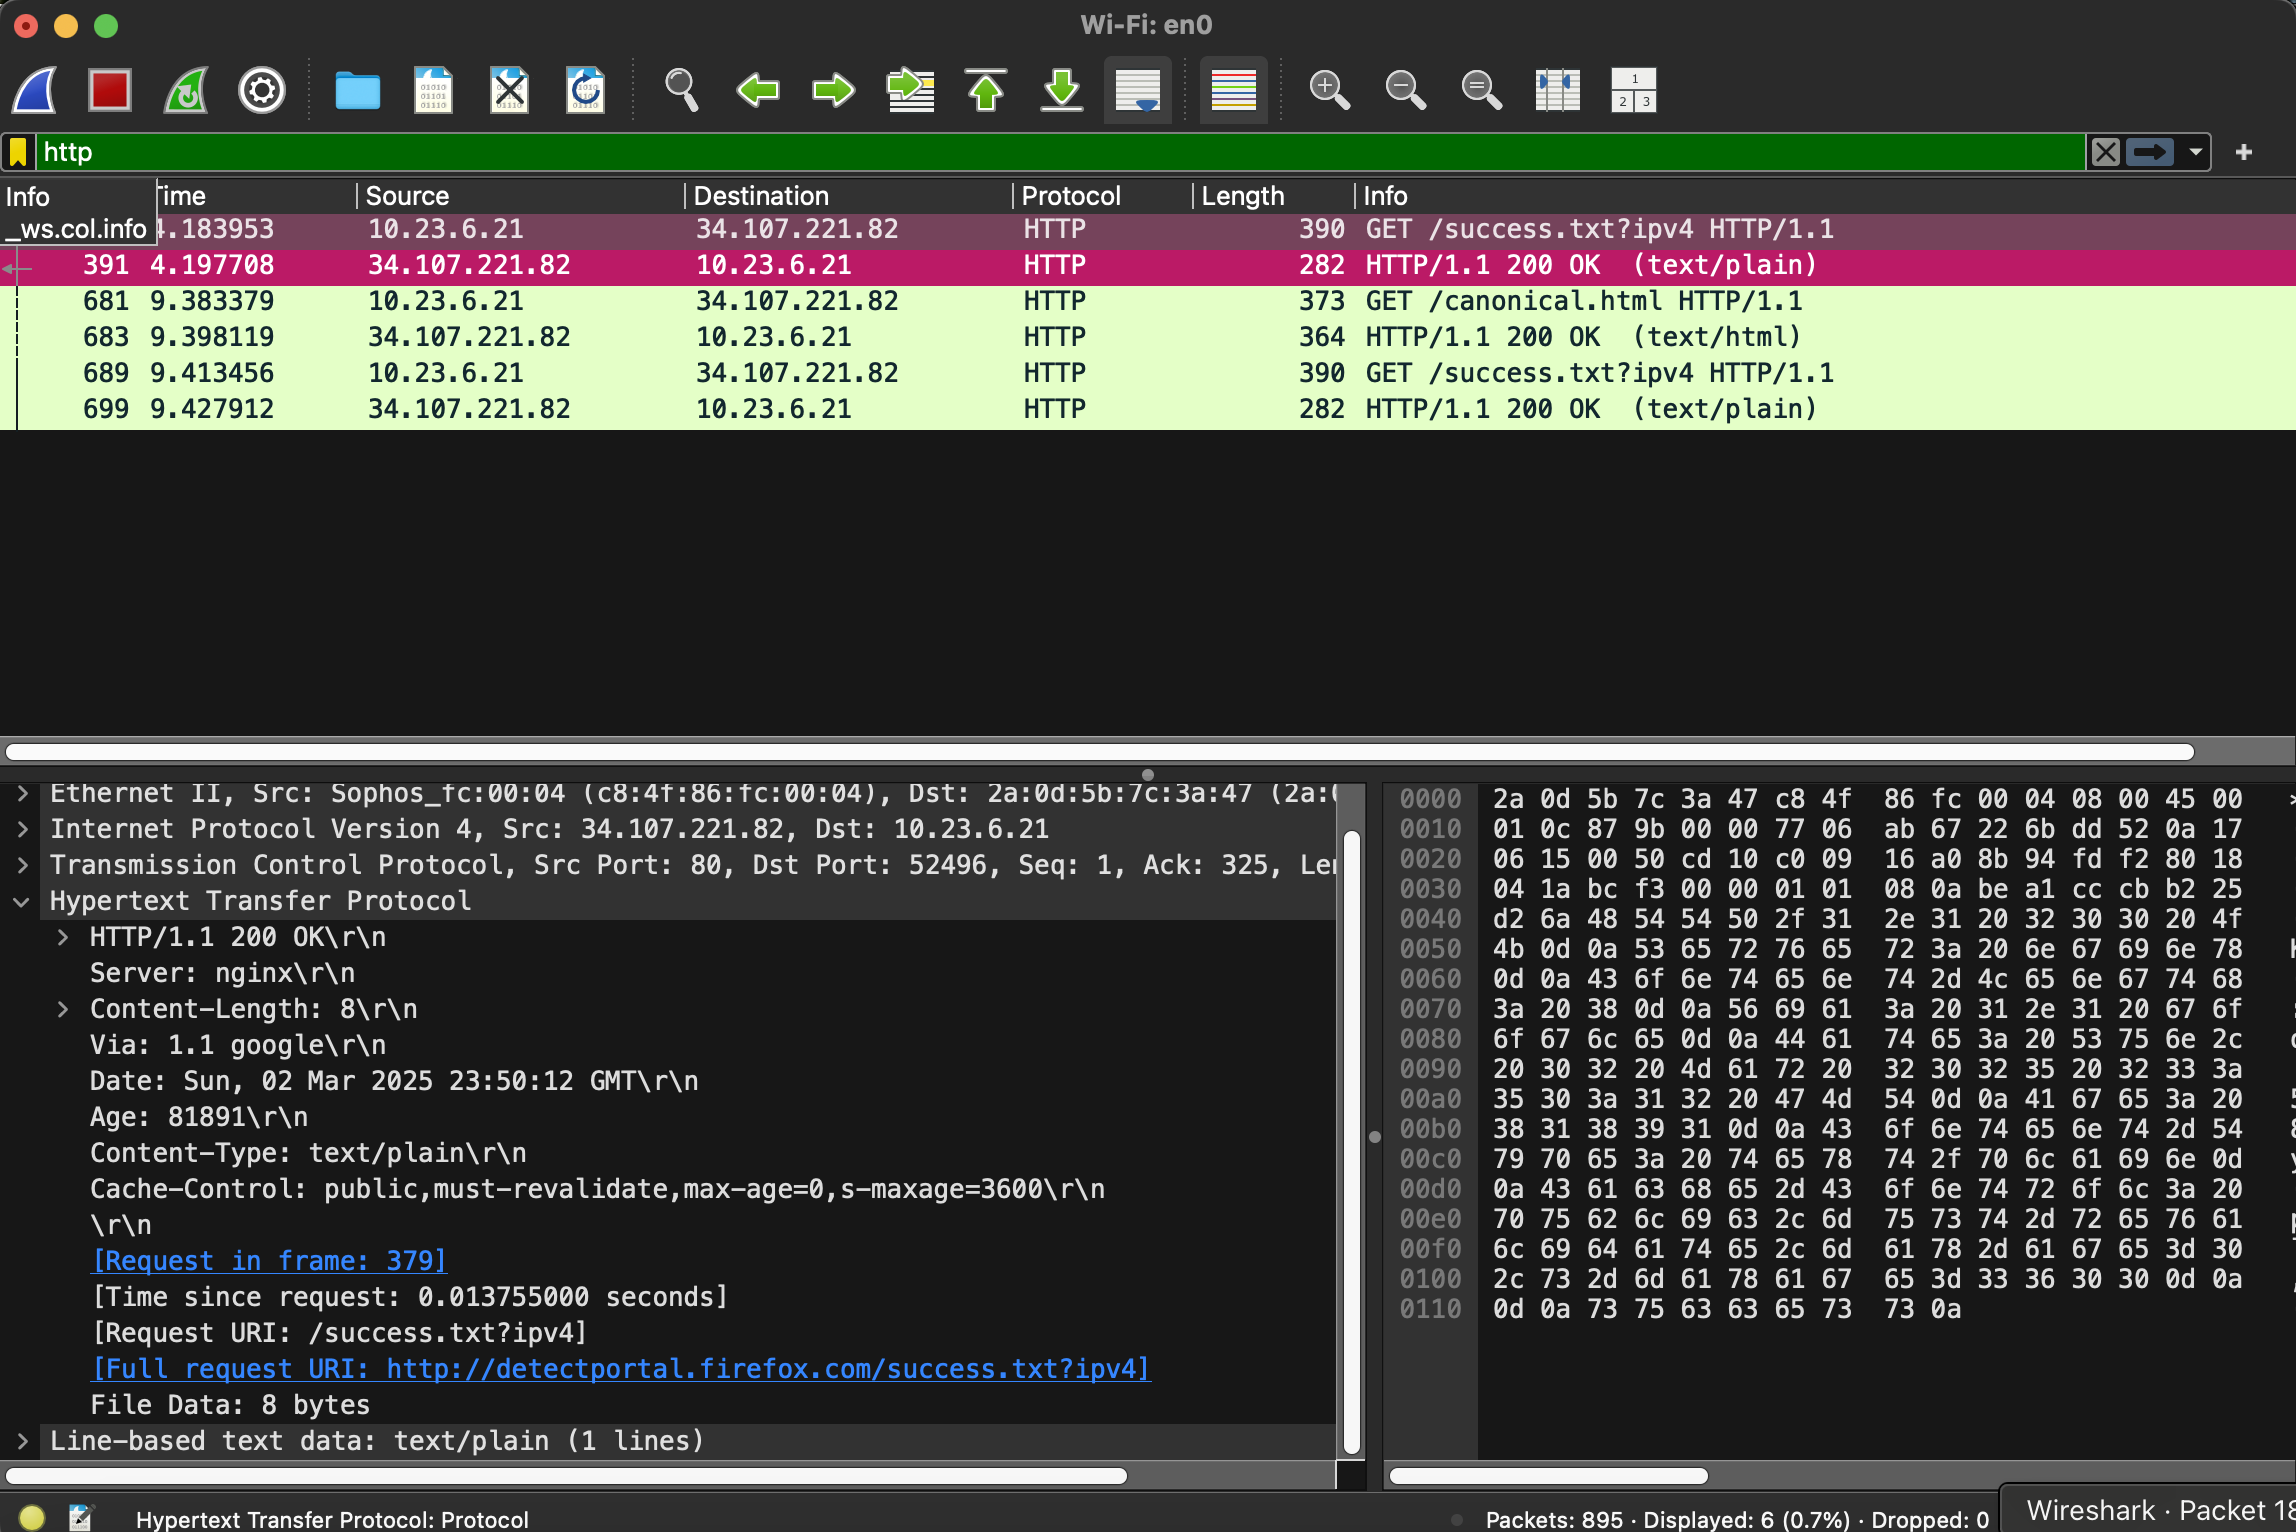 Wi-Fi: en0
http
Info
_ws.col.info
Time Source Destination Protocol Length Info
4.183953 10.23.6.21 34.107.221.82 HTTP 390 GET /success.txt?ipv4 HTTP/1.1
391 4.197708 34.107.221.82 10.23.6.21 HTTP 282 HTTP/1.1 200 OK  (text/plain)
681 9.383379 10.23.6.21 34.107.221.82 HTTP 373 GET /canonical.html HTTP/1.1
683 9.398119 34.107.221.82 10.23.6.21 HTTP 364 HTTP/1.1 200 OK  (text/html)
689 9.413456 10.23.6.21 34.107.221.82 HTTP 390 GET /success.txt?ipv4 HTTP/1.1
699 9.427912 34.107.221.82 10.23.6.21 HTTP 282 HTTP/1.1 200 OK  (text/plain)
Ethernet II, Src: Sophos_fc:00:04 (c8:4f:86:fc:00:04), Dst: 2a:0d:5b:7c:3a:47 (2a:
Internet Protocol Version 4, Src: 34.107.221.82, Dst: 10.23.6.21
Transmission Control Protocol, Src Port: 80, Dst Port: 52496, Seq: 1, Ack: 325, Le
Hypertext Transfer Protocol
HTTP/1.1 200 OK\r\n
Server: nginx\r\n
Content-Length: 8\r\n
Via: 1.1 google\r\n
Date: Sun, 02 Mar 2025 23:50:12 GMT\r\n
Age: 81891\r\n
Content-Type: text/plain\r\n
Cache-Control: public,must-revalidate,max-age=0,s-maxage=3600\r\n
\r\n
[Request in frame: 379]
[Time since request: 0.013755000 seconds]
[Request URI: /success.txt?ipv4]
[Full request URI: http://detectportal.firefox.com/success.txt?ipv4]
File Data: 8 bytes
Line-based text data: text/plain (1 lines)
0000 2a 0d 5b 7c 3a 47 c8 4f 86 fc 00 04 08 00 45 00
0010 01 0c 87 9b 00 00 77 06 ab 67 22 6b dd 52 0a 17
0020 06 15 00 50 cd 10 c0 09 16 a0 8b 94 fd f2 80 18
0030 04 1a bc f3 00 00 01 01 08 0a be a1 cc cb b2 25
0040 d2 6a 48 54 54 50 2f 31 2e 31 20 32 30 30 20 4f
0050 4b 0d 0a 53 65 72 76 65 72 3a 20 6e 67 69 6e 78
0060 0d 0a 43 6f 6e 74 65 6e 74 2d 4c 65 6e 67 74 68
0070 3a 20 38 0d 0a 56 69 61 3a 20 31 2e 31 20 67 6f
0080 6f 67 6c 65 0d 0a 44 61 74 65 3a 20 53 75 6e 2c
0090 20 30 32 20 4d 61 72 20 32 30 32 35 20 32 33 3a
00a0 35 30 3a 31 32 20 47 4d 54 0d 0a 41 67 65 3a 20
00b0 38 31 38 39 31 0d 0a 43 6f 6e 74 65 6e 74 2d 54
00c0 79 70 65 3a 20 74 65 78 74 2f 70 6c 61 69 6e 0d
00d0 0a 43 61 63 68 65 2d 43 6f 6e 74 72 6f 6c 3a 20
00e0 70 75 62 6c 69 63 2c 6d 75 73 74 2d 72 65 76 61
00f0 6c 69 64 61 74 65 2c 6d 61 78 2d 61 67 65 3d 30
0100 2c 73 2d 6d 61 78 61 67 65 3d 33 36 30 30 0d 0a
0110 0d 0a 73 75 63 63 65 73 73 0a
Hypertext Transfer Protocol: Protocol
Packets: 895 · Displayed: 6 (0.7%) · Dropped: 0
Wireshark · Packet 18